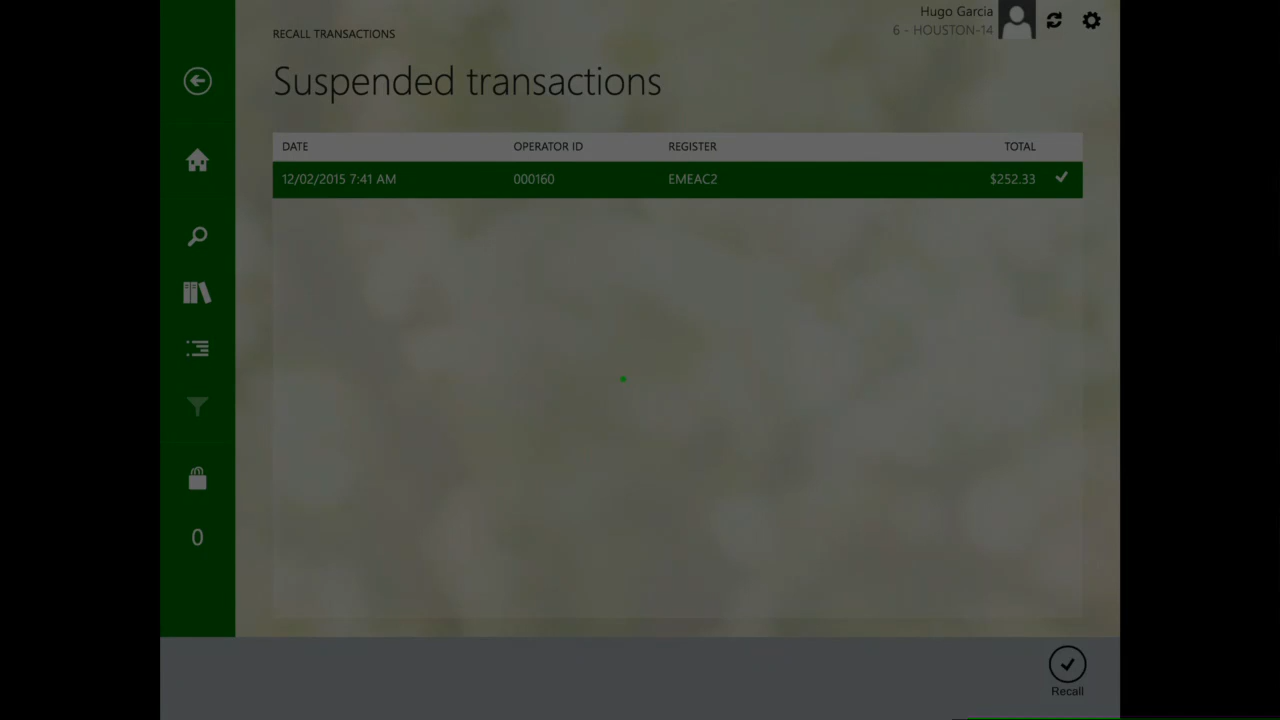 Hugo Garcia
6 - HOUSTON-14
RECALL TRANSACTIONS
Suspended transactions
DATE OPERATOR ID REGISTER TOTAL
12/02/2015 7:41 AM 000160 EMEAC2 $252.33
0
Recall